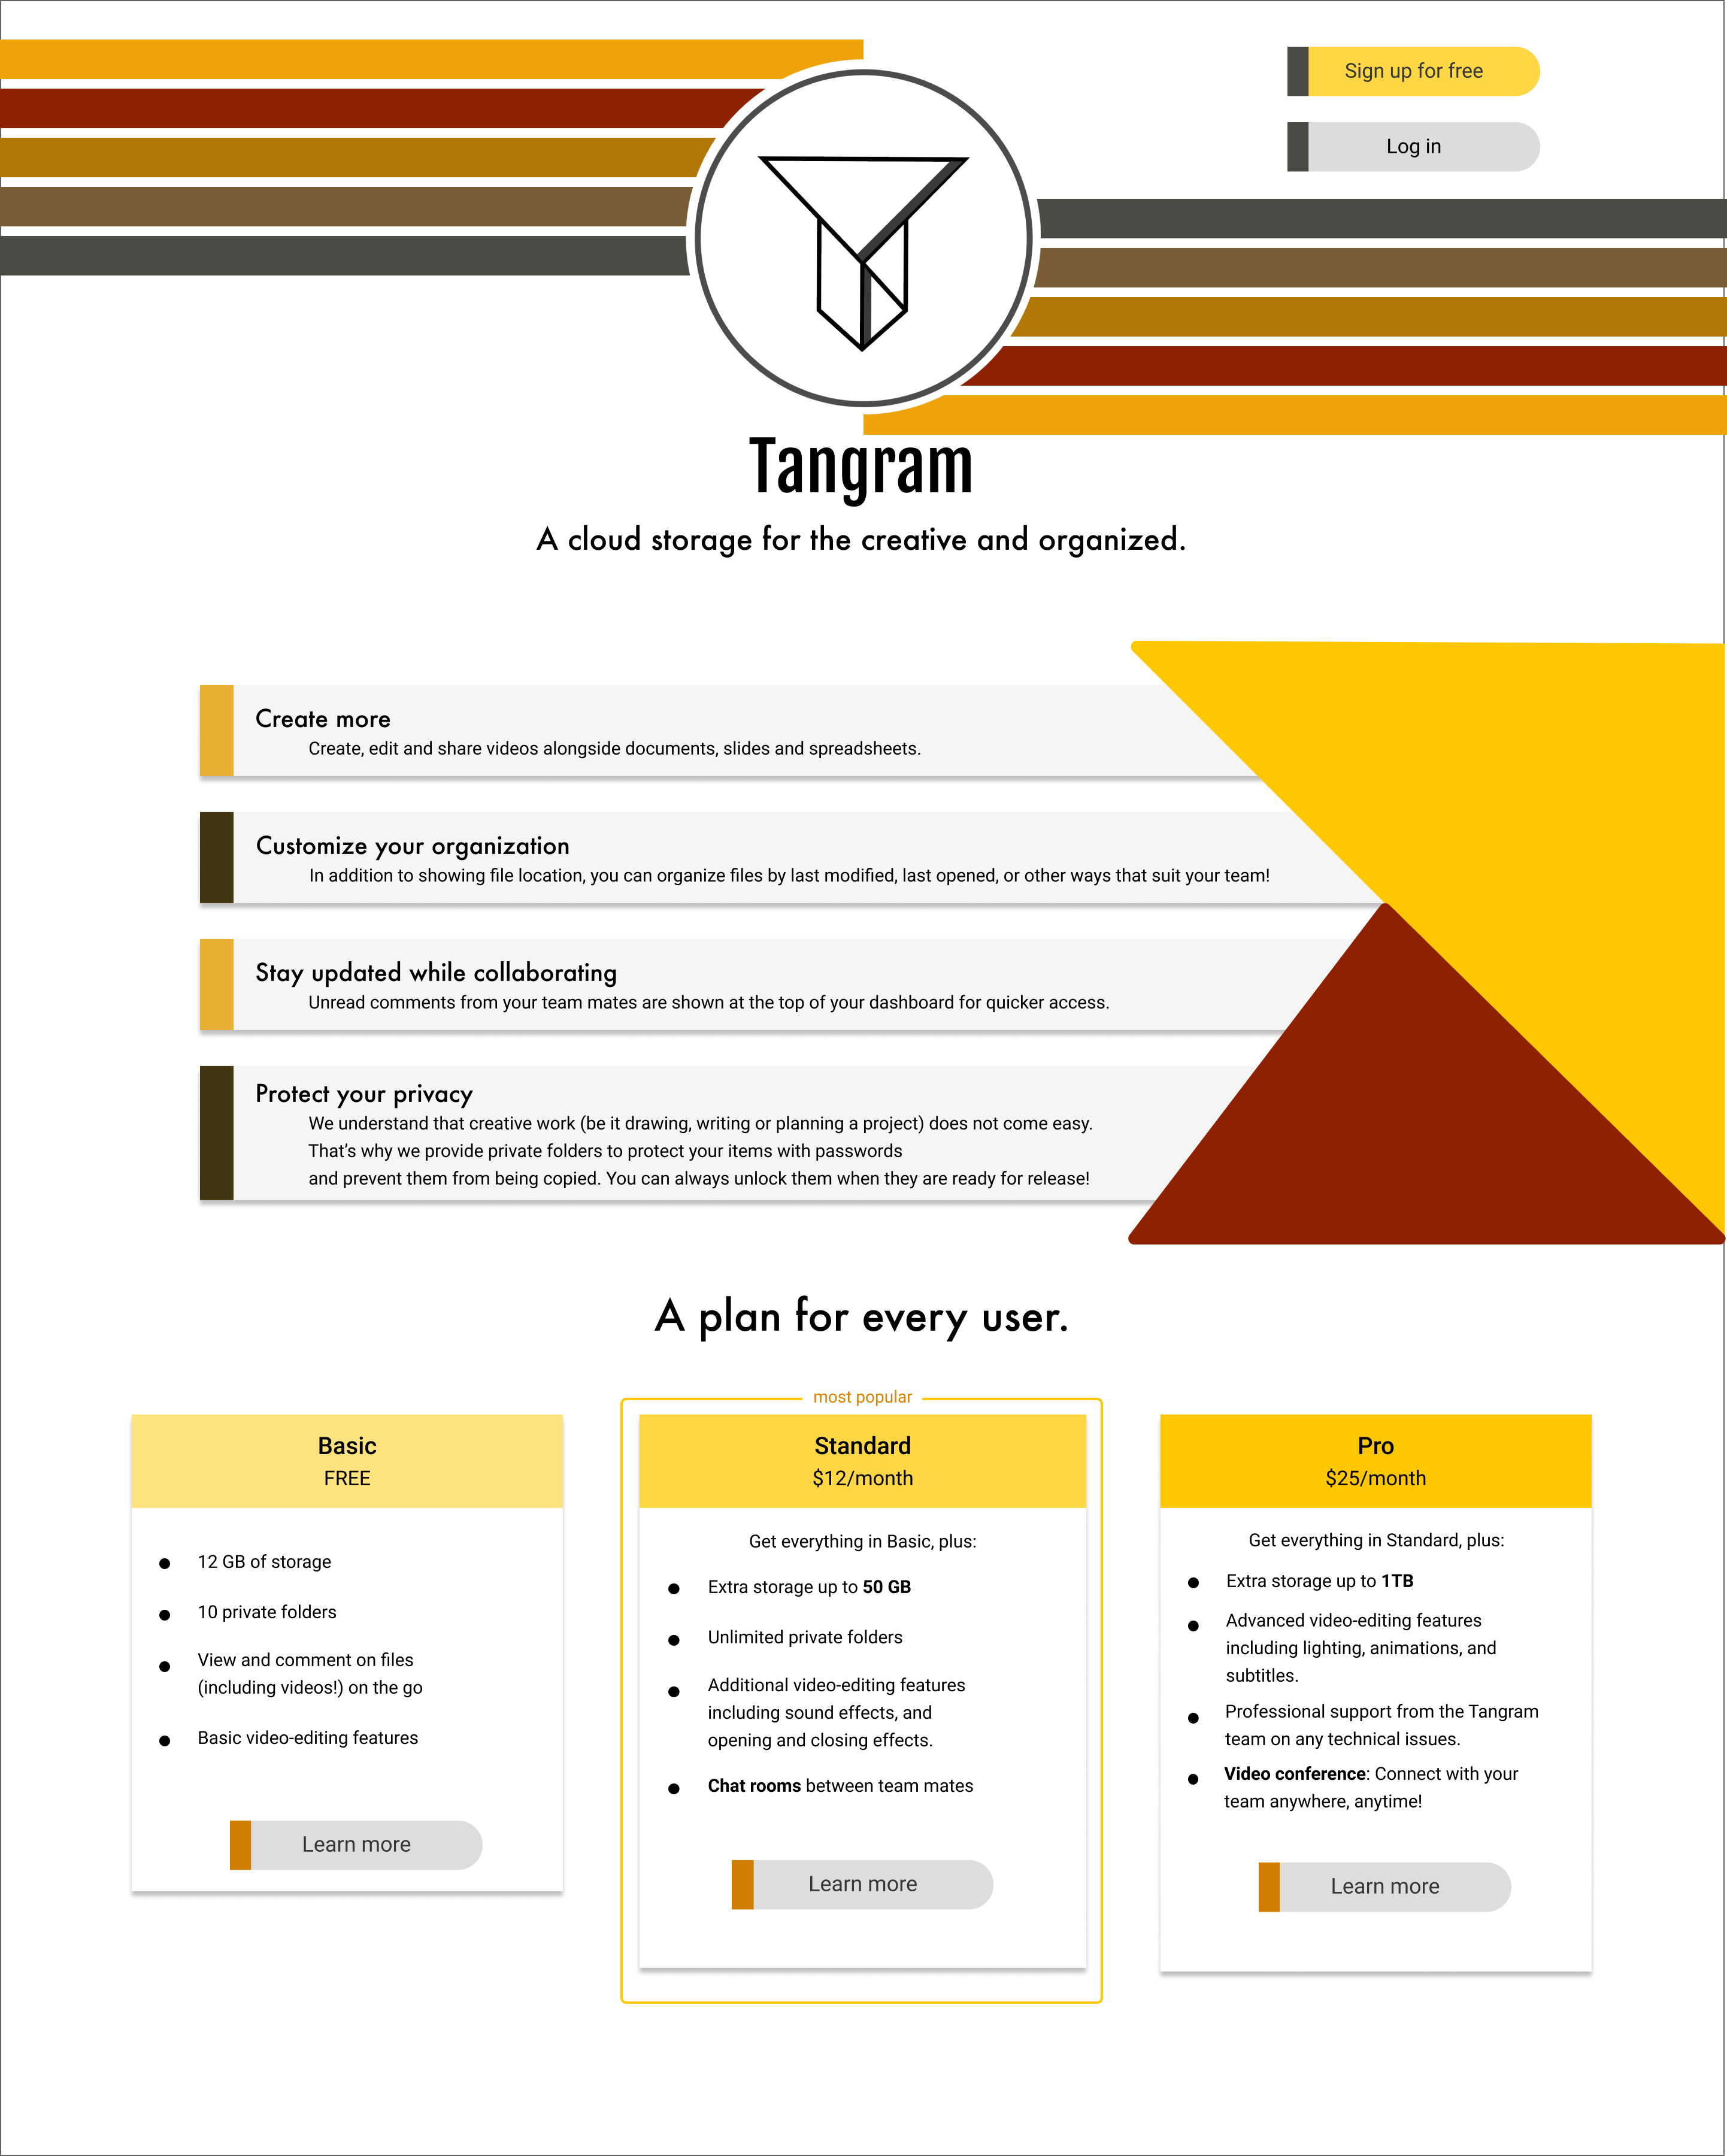 Sign up for free
Log in
Tangram
A cloud storage for the creative and organized.
Create more
Create, edit and share videos alongside documents, slides and spreadsheets.
Customize your organization
In addition to showing file location, you can organize files by last modified, last opened, or other ways that suit your team!
Stay updated while collaborating
Unread comments from your team mates are shown at the top of your dashboard for quicker access.
Protect your privacy
We understand that creative work (be it drawing, writing or planning a project) does not come easy.
That’s why we provide private folders to protect your items with passwords
and prevent them from being copied. You can always unlock them when they are ready for release!
A plan for every user.
Basic
FREE
12 GB of storage
10 private folders
View and comment on files
(including videos!) on the go
Basic video-editing features
Learn more
most popular
Standard
$12/month
Get everything in Basic, plus:
Extra storage up to 50 GB
Unlimited private folders
Additional video-editing features
including sound effects, and
opening and closing effects.
Chat rooms between team mates
Learn more
Pro
$25/month
Get everything in Standard, plus:
Extra storage up to 1TB
Advanced video-editing features
including lighting, animations, and
subtitles.
Professional support from the Tangram
team on any technical issues.
Video conference: Connect with your
team anywhere, anytime!
Learn more